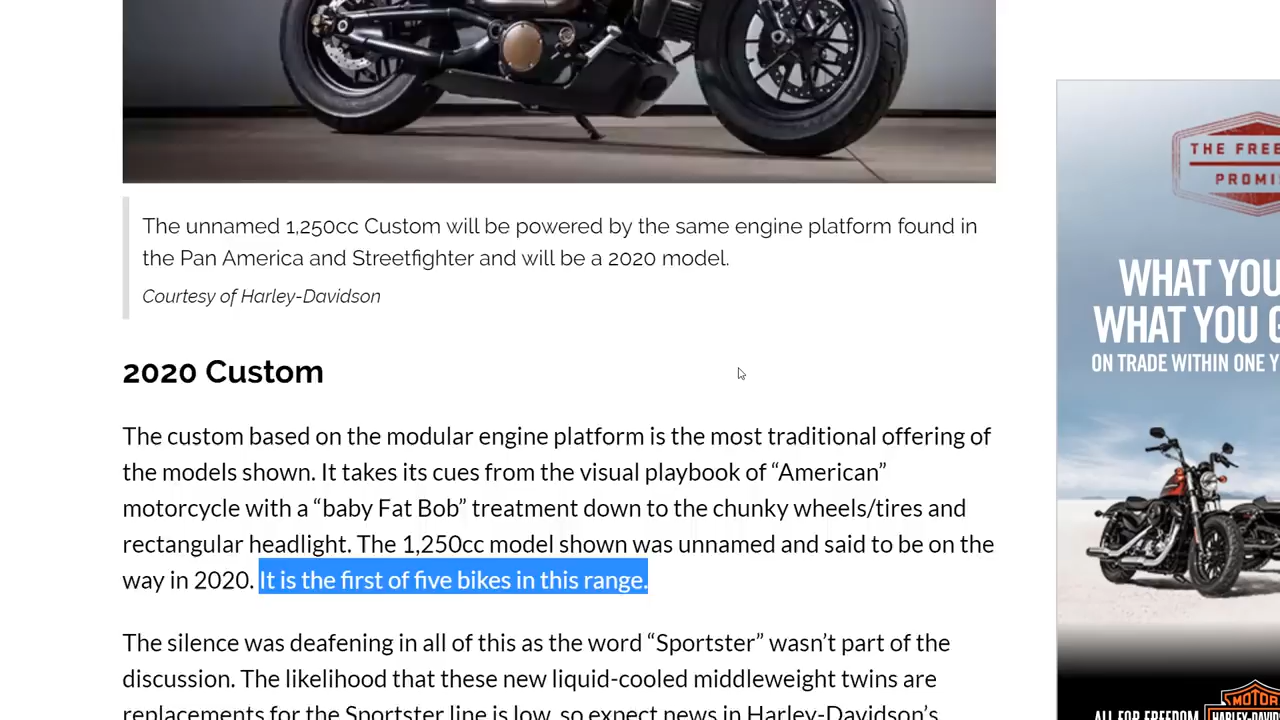 The unnamed 1,250cc Custom will be powered by the same engine platform found in
the Pan America and Streetfighter and will be a 2020 model.
Courtesy of Harley-Davidson
2020 Custom
The custom based on the modular engine platform is the most traditional offering of
the models shown. It takes its cues from the visual playbook of “American”
motorcycle with a “baby Fat Bob” treatment down to the chunky wheels/tires and
rectangular headlight. The 1,250cc model shown was unnamed and said to be on the
way in 2020. It is the first of five bikes in this range.
The silence was deafening in all of this as the word “Sportster” wasn’t part of the
discussion. The likelihood that these new liquid-cooled middleweight twins are
replacements for the Sportster line is low, so expect news in Harley-Davidson’s
THE FREE
PROMI
WHAT YOU
WHAT YOU G
ON TRADE WITHIN ONE Y
ALL FOR FREEDOM
MOTOR
HARLEY-DAVI